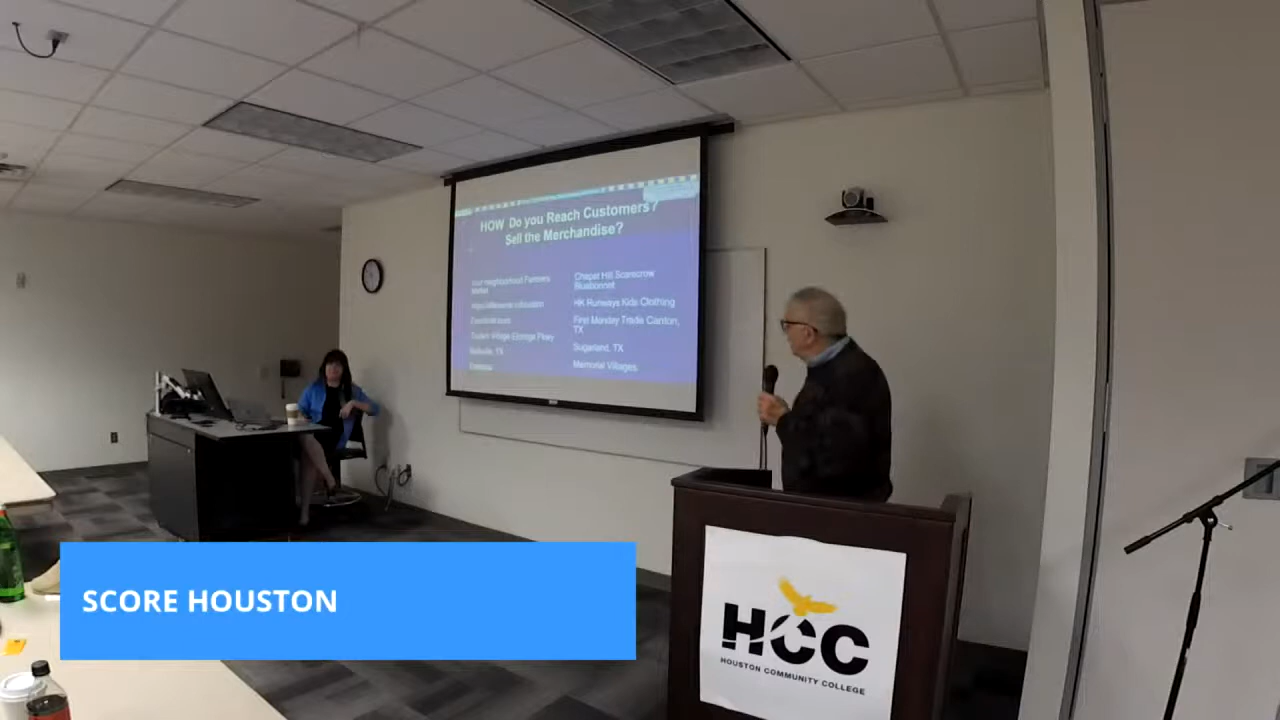 HOW Do you Reach Customers?
Sell the Merchandise?
Your Neighborhood Farmers
Market
Chapel Hill Scarecrow
Bluebonnet
HK Runways Kids Clothing
First Monday Trade Canton,
TX
Sugarland, TX
Memorial Villages
SCORE HOUSTON
HCC
HOUSTON COMMUNITY COLLEGE